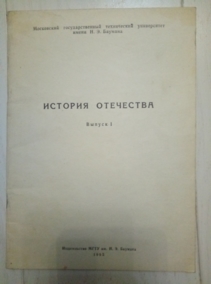 Московский государственный технический университет
имени Н. Э. Баумана
ИСТОРИЯ ОТЕЧЕСТВА
Выпуск 1
Издательство МГТУ им. Н. Э. Баумана